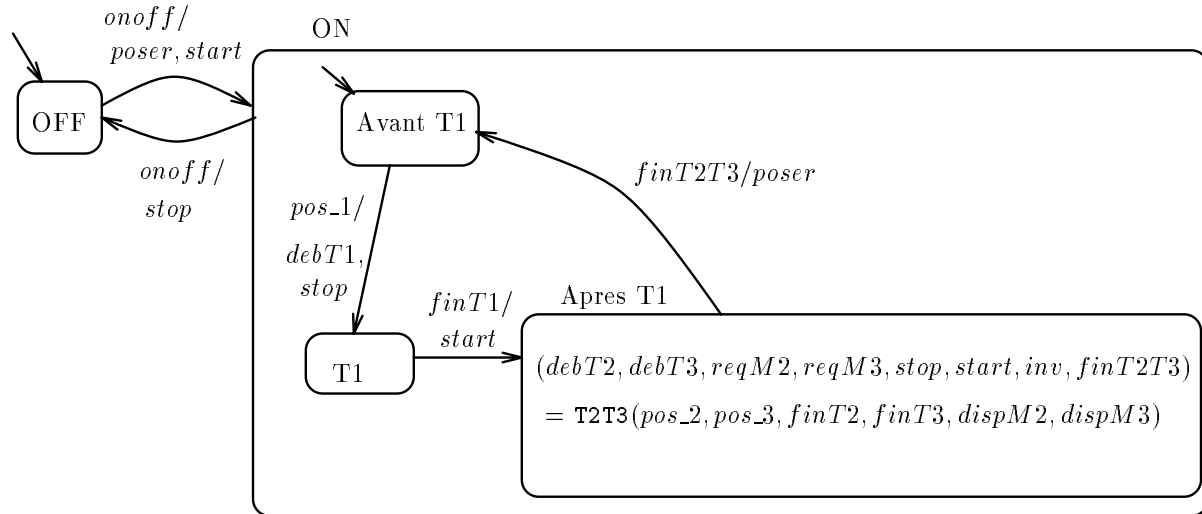 onoff/
poser, start
ON
OFF
Avant T1
onoff/
stop
finT2T3/poser
pos_1/
debT1,
stop
finT1/
start
Apres T1
T1
(debT2, debT3, reqM2, reqM3, stop, start, inv, finT2T3)
= T2T3(pos_2, pos_3, finT2, finT3, dispM2, dispM3)